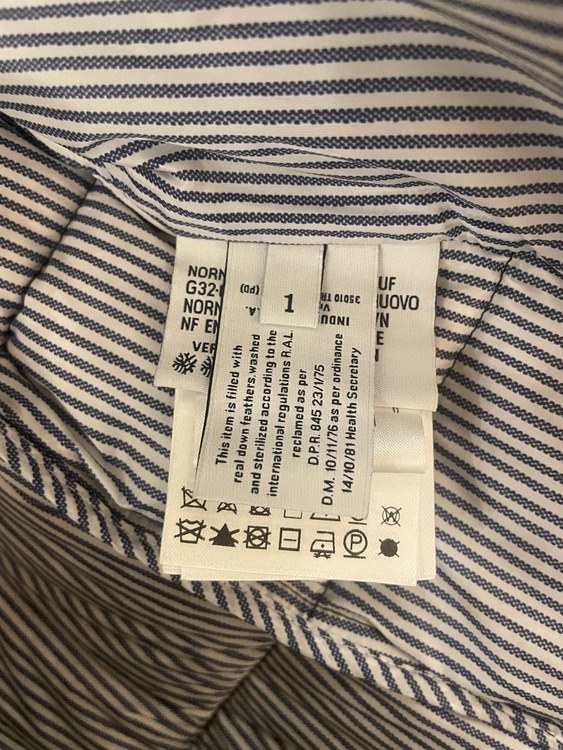 NORN
G32-
NORN
NF EN
VER
UF
NUOVO
N
E
N
1
(PD)
35010 TR
INDU
.A.
This item is filled with
real down feathers.washed
and sterilized according to the
international regulations R.A.L.
reclamed as per
D.P.R. 845 23/1/75
D.M. 10/11/76 as per ordinance
14/10/81 Health Secretary
W
P